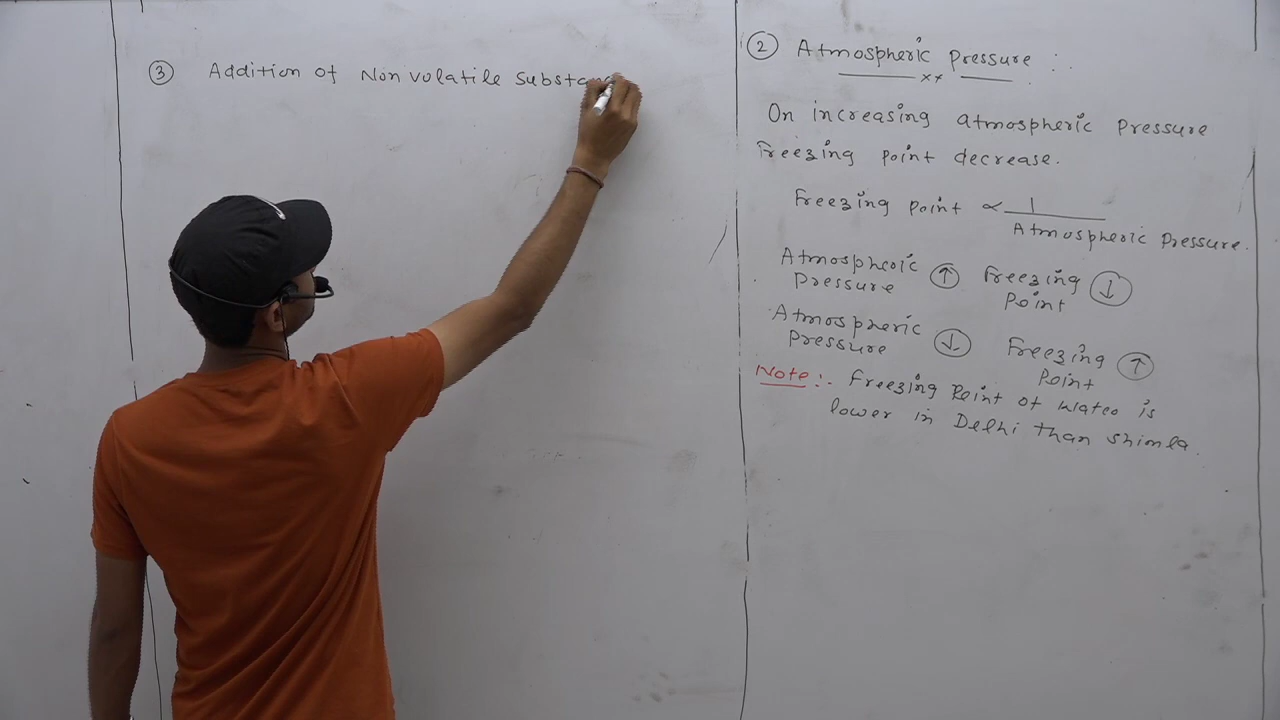 ③ Addition of Non volatile Substan
② Atmospheric Pressure :.
On increasing atmospheric Pressure
Freezing Point decrease.
Freezing Point ∝ 1
Atmospheric Pressure.
Atmospheric Pressure ↑ Freezing Point ↓
Atmospheric Pressure ↓ Freezing Point ↑
Note :- Freezing Point of Water is
lower in Delhi than Shimla.